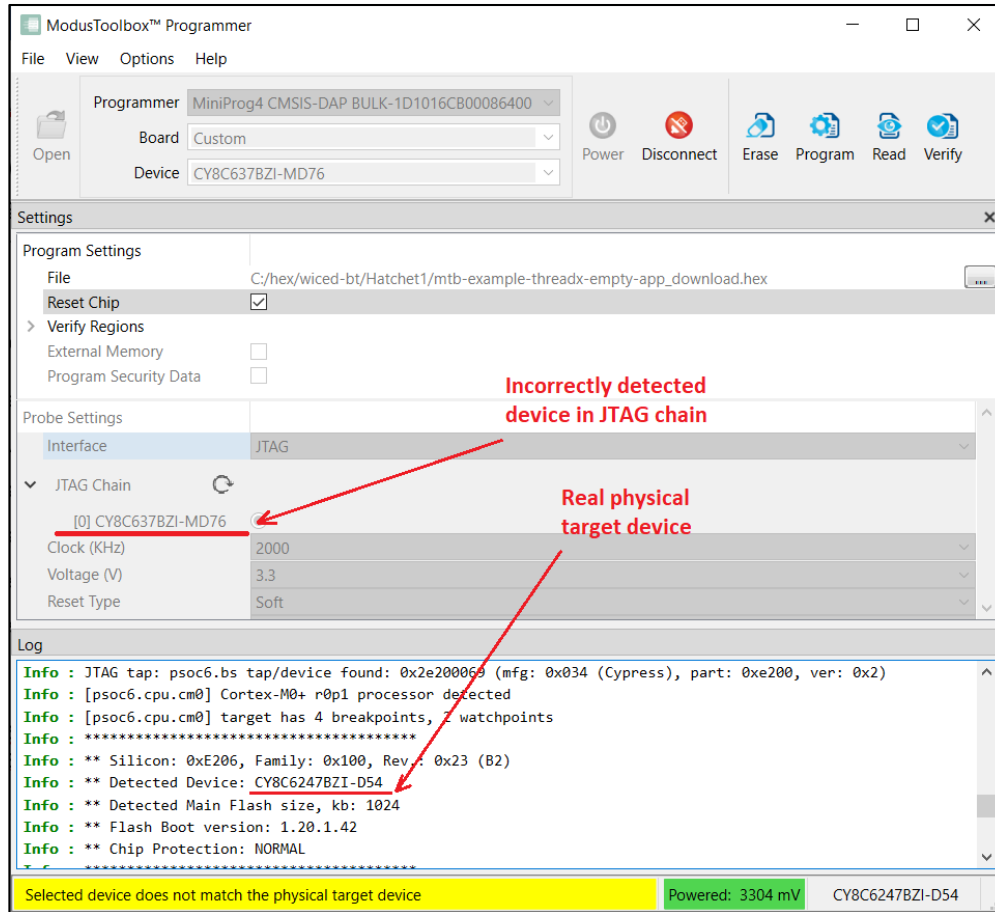 ModusToolbox™ Programmer
File View Options Help
Programmer MiniProg4 CMSIS-DAP BULK-1D1016CB00086400
Board Custom
Device CY8C637BZI-MD76
Open
Power Disconnect Erase Program Read Verify
Settings
Program Settings
File C:/hex/wiced-bt/Hatchet1/mtb-example-threadx-empty-app_download.hex
...
Reset Chip
Verify Regions
External Memory
Program Security Data
Incorrectly detected
device in JTAG chain
Probe Settings
Interface JTAG
JTAG Chain
Real physical
target device
[0] CY8C637BZI-MD76
Clock (KHz) 2000
Voltage (V) 3.3
Reset Type Soft
Log
Info : JTAG tap: psoc6.bs tap/device found: 0x2e200069 (mfg: 0x034 (Cypress), part: 0xe200, ver: 0x2)
Info : [psoc6.cpu.cm0] Cortex-M0+ r0p1 processor detected
Info : [psoc6.cpu.cm0] target has 4 breakpoints, 2 watchpoints
Info : ***************************************
Info : ** Silicon: 0xE206, Family: 0x100, Rev.: 0x23 (B2)
Info : ** Detected Device: CY8C6247BZI-D54
Info : ** Detected Main Flash size, kb: 1024
Info : ** Flash Boot version: 1.20.1.42
Info : ** Chip Protection: NORMAL
Info : ***************************************
Selected device does not match the physical target device
Powered: 3304 mV
CY8C6247BZI-D54